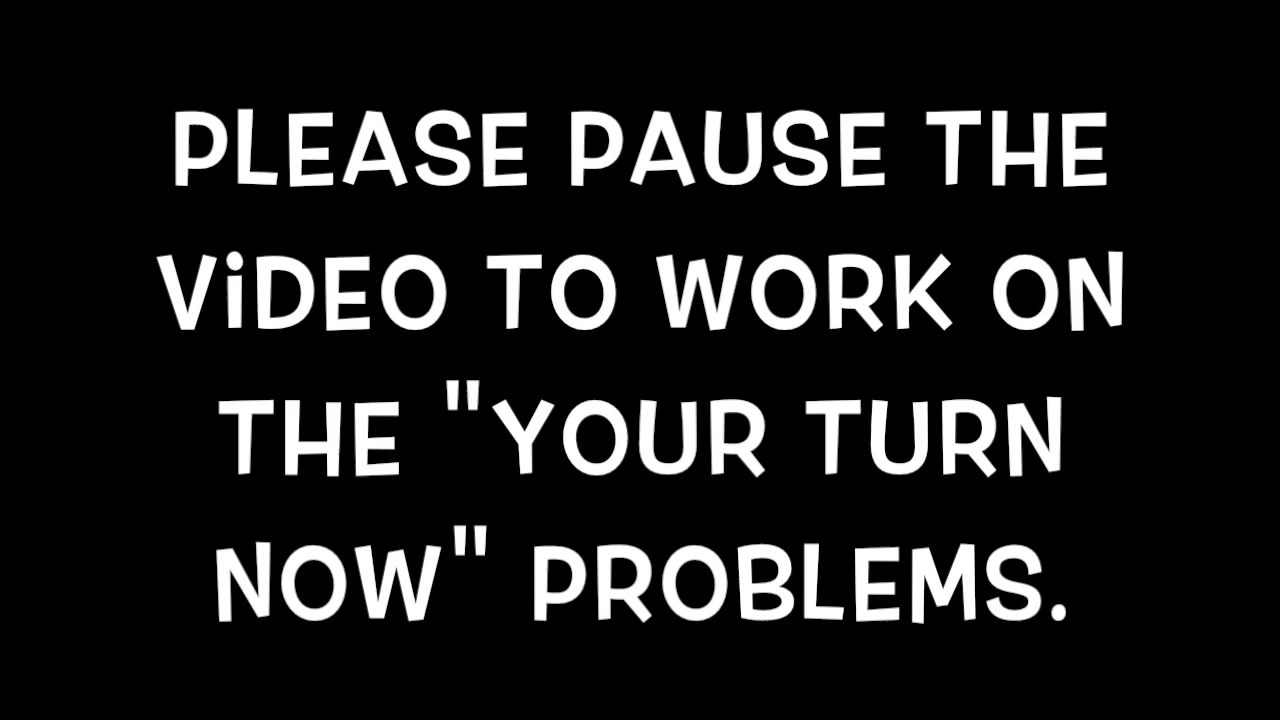 PLEASE PAUSE THE
ViDEO TO WORK ON
THE "YOUR TURN
NOW" PROBLEMS.